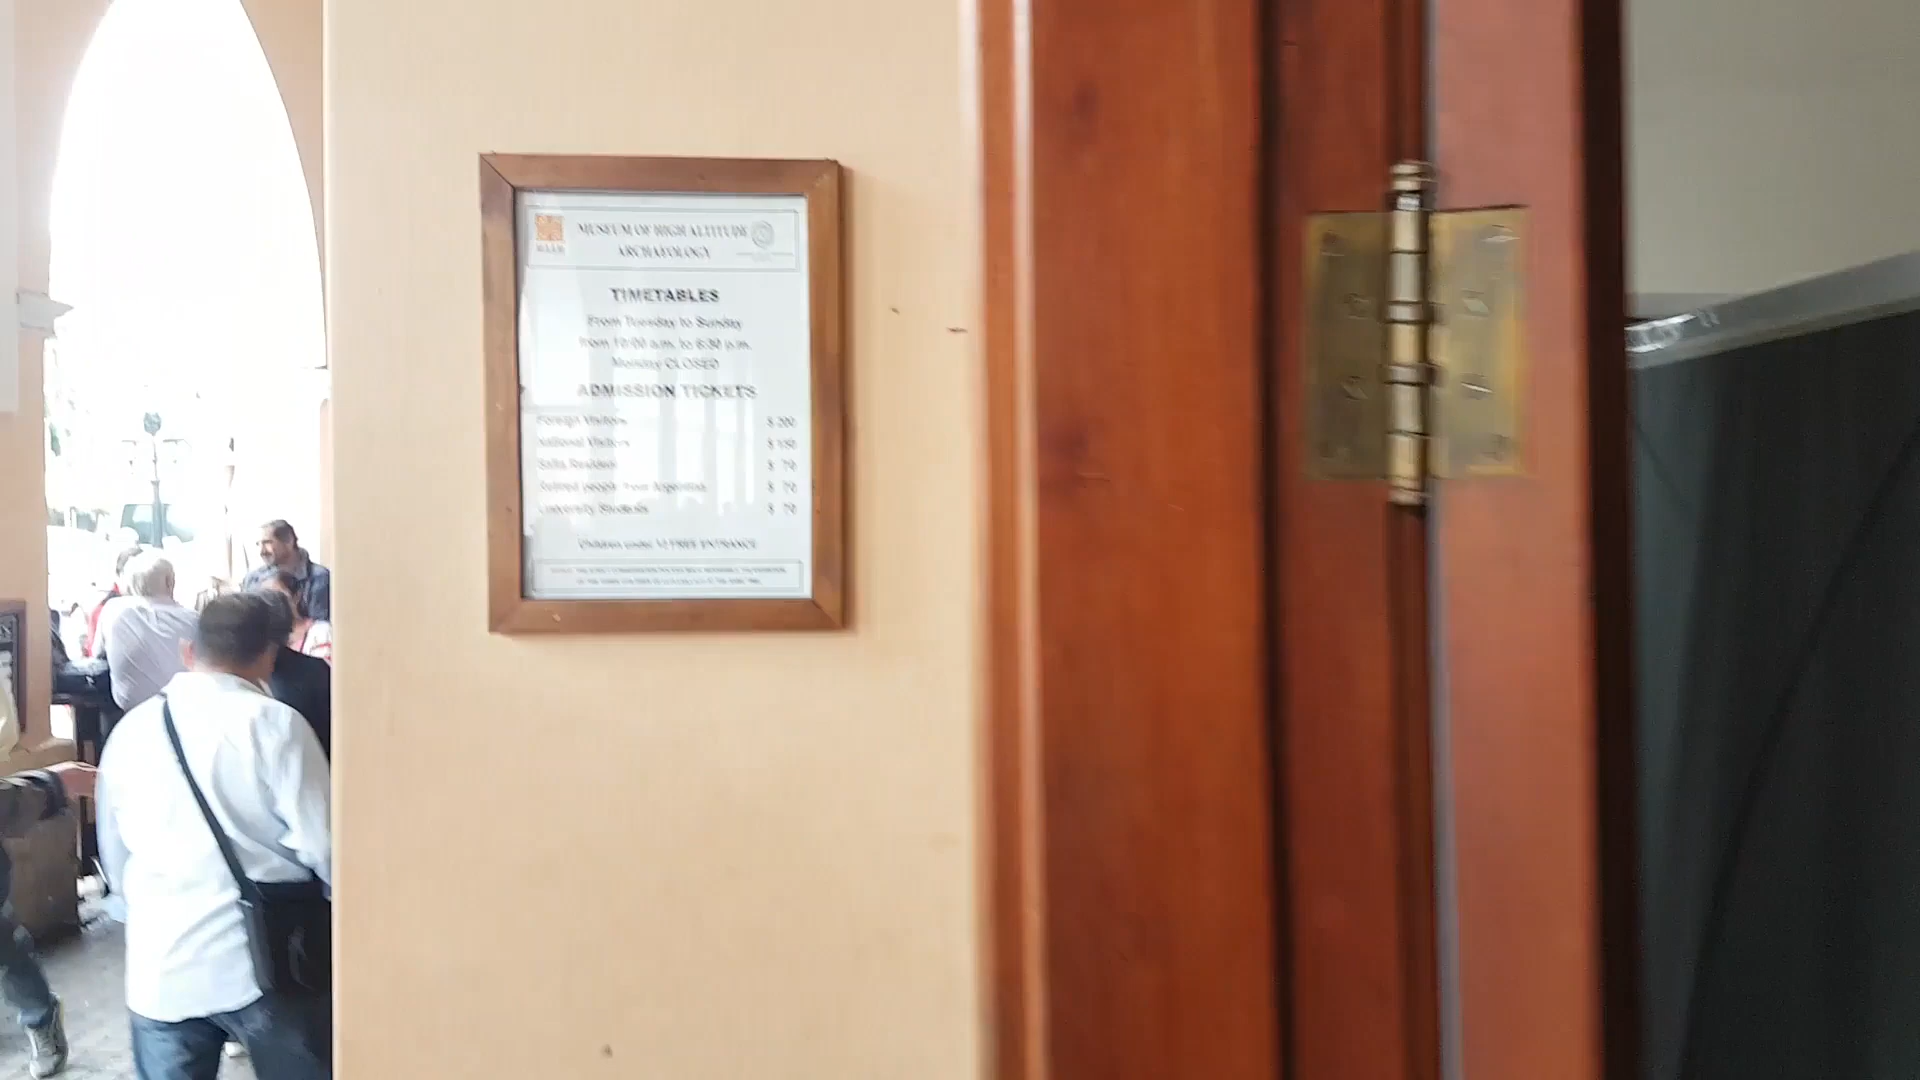 MAAM
MUSEUM OF HIGH ALTITUDE
ARCHAEOLOGY
TIMETABLES
From Tuesday to Sunday
from 10:00 a.m. to 6:30 p.m.
Monday CLOSED
ADMISSION TICKETS
Foreign Visitors $ 200
National Visitors $ 150
Salta Resident $ 70
Retired people from Argentina $ 70
University Students $ 70
Children under 12 FREE ENTRANCE